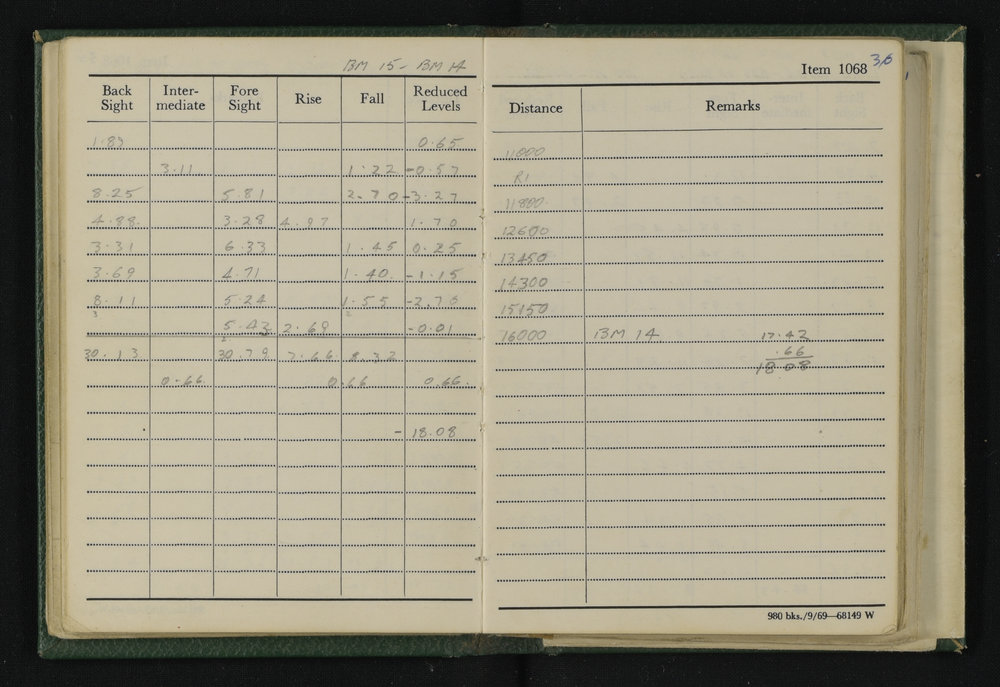 BM 15 - BM 14
Back Sight Inter-mediate Fore Sight Rise Fall Reduced Levels
1.89 0.65
3.11 1.22 -0.57
8.25 5.81 2.70 -3.27
4.88 3.28 4.97 1.70
3.31 6.33 1.45 0.25
3.69 4.71 1.40 -1.15
8.11 5.24 1.55 -2.70
5.42 2.69 -0.01
30.13 30.79 7.66 8.32
0.66 0.66 0.66
- 18.08
Item 1068 36
Distance Remarks
11000
R1
11800
12600
13450
14300
15150
16000 BM 14 17.42
.66
18.08
980 bks./9/69—68149 W